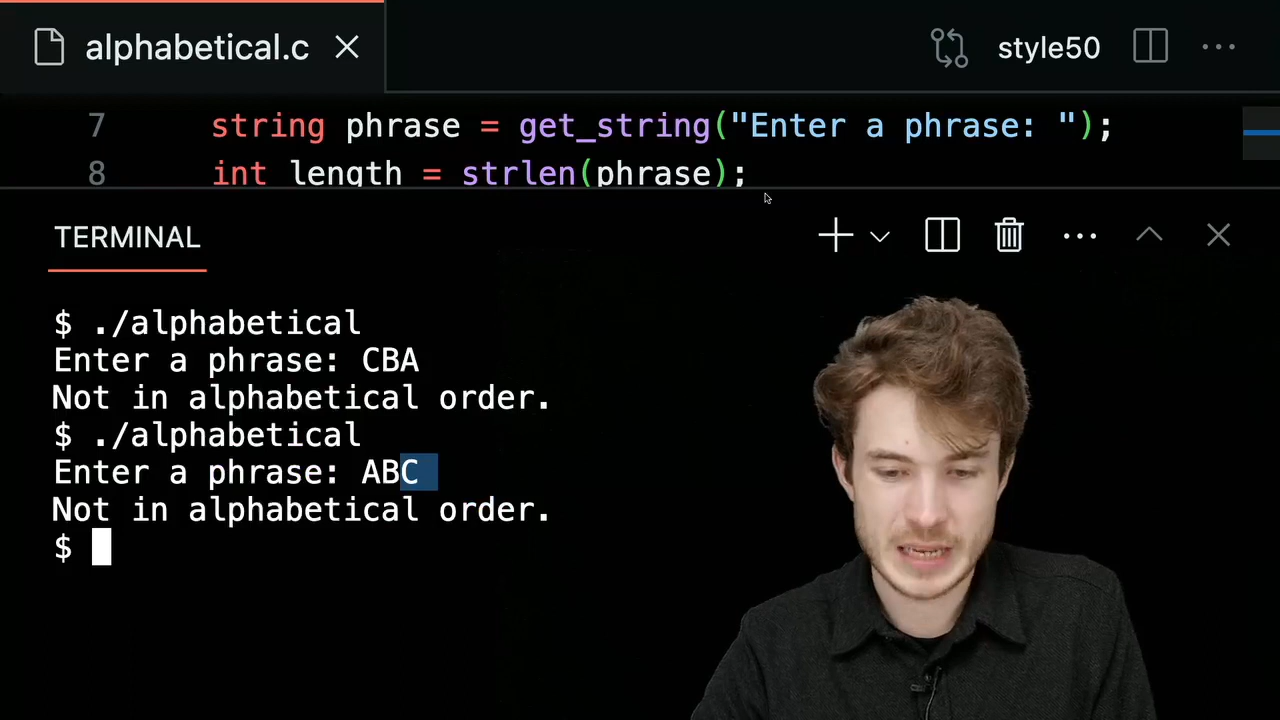 alphabetical.c
style50
7 string phrase = get_string("Enter a phrase: ");
8 int length = strlen(phrase);
TERMINAL
$ ./alphabetical
Enter a phrase: CBA
Not in alphabetical order.
$ ./alphabetical
Enter a phrase: ABC
Not in alphabetical order.
$